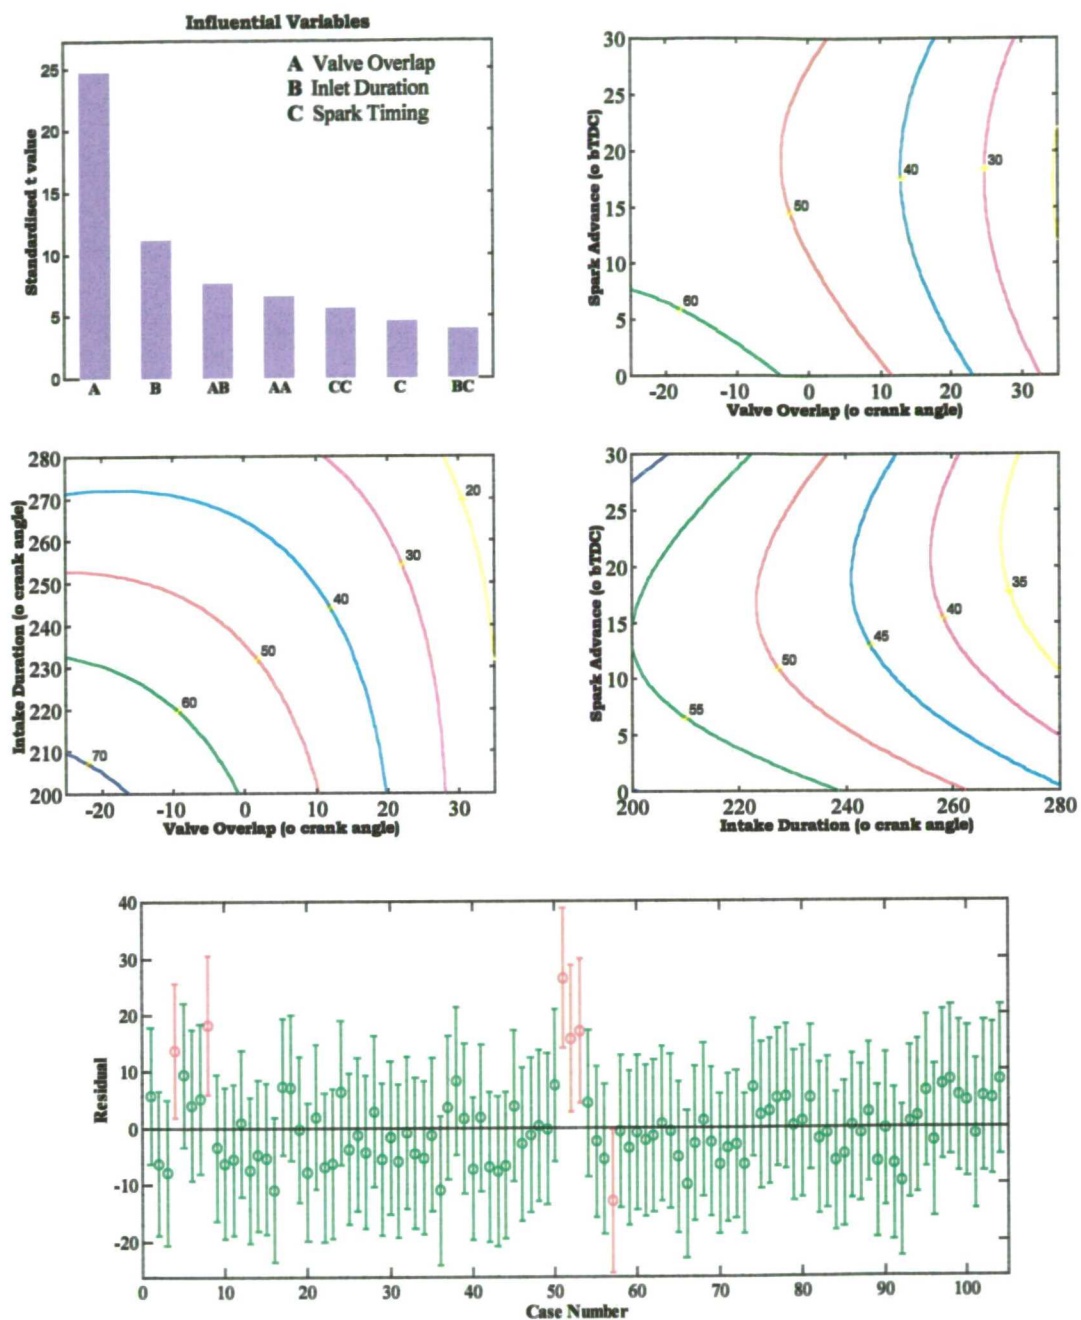 Influential Variables
A Valve Overlap
B Inlet Duration
C Spark Timing
25
20
15
10
5
0
Standardised t value
A B AB AA CC C BC
30
25
20
15
10
5
0
Spark Advance (o bTDC)
60
50
40
30
-20 -10 0 10 20 30
Valve Overlap (o crank angle)
280
270
260
250
240
230
220
210
200
Intake Duration (o crank angle)
70
60
50
40
30
20
-20 -10 0 10 20 30
Valve Overlap (o crank angle)
30
25
20
15
10
5
0
Spark Advance (o bTDC)
55
50
45
40
35
200 220 240 260 280
Intake Duration (o crank angle)
40
30
20
10
0
-10
-20
Residual
0 10 20 30 40 50 60 70 80 90 100
Case Number